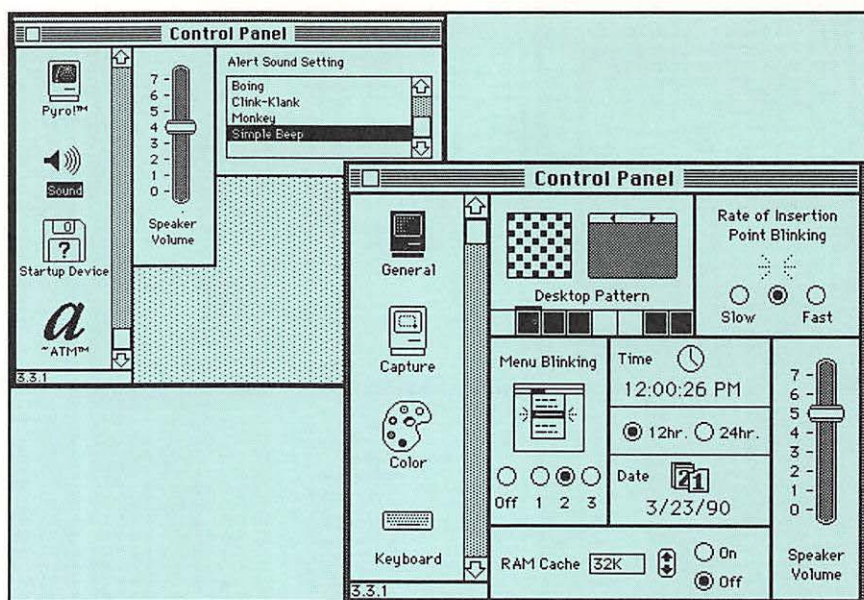 Control Panel
Pyro!™
Sound
Startup Device
~ATM™
3.3.1
7
6
5
4
3
2
1
0
Speaker
Volume
Alert Sound Setting
Boing
Clink-Klank
Monkey
Simple Beep
Control Panel
General
Capture
Color
Keyboard
3.3.1
Desktop Pattern
Rate of Insertion
Point Blinking
Slow Fast
Menu Blinking
Off 1 2 3
Time
12:00:26 PM
12hr. 24hr.
Date 21
3/23/90
7
6
5
4
3
2
1
0
Speaker
Volume
RAM Cache 32K
On
Off